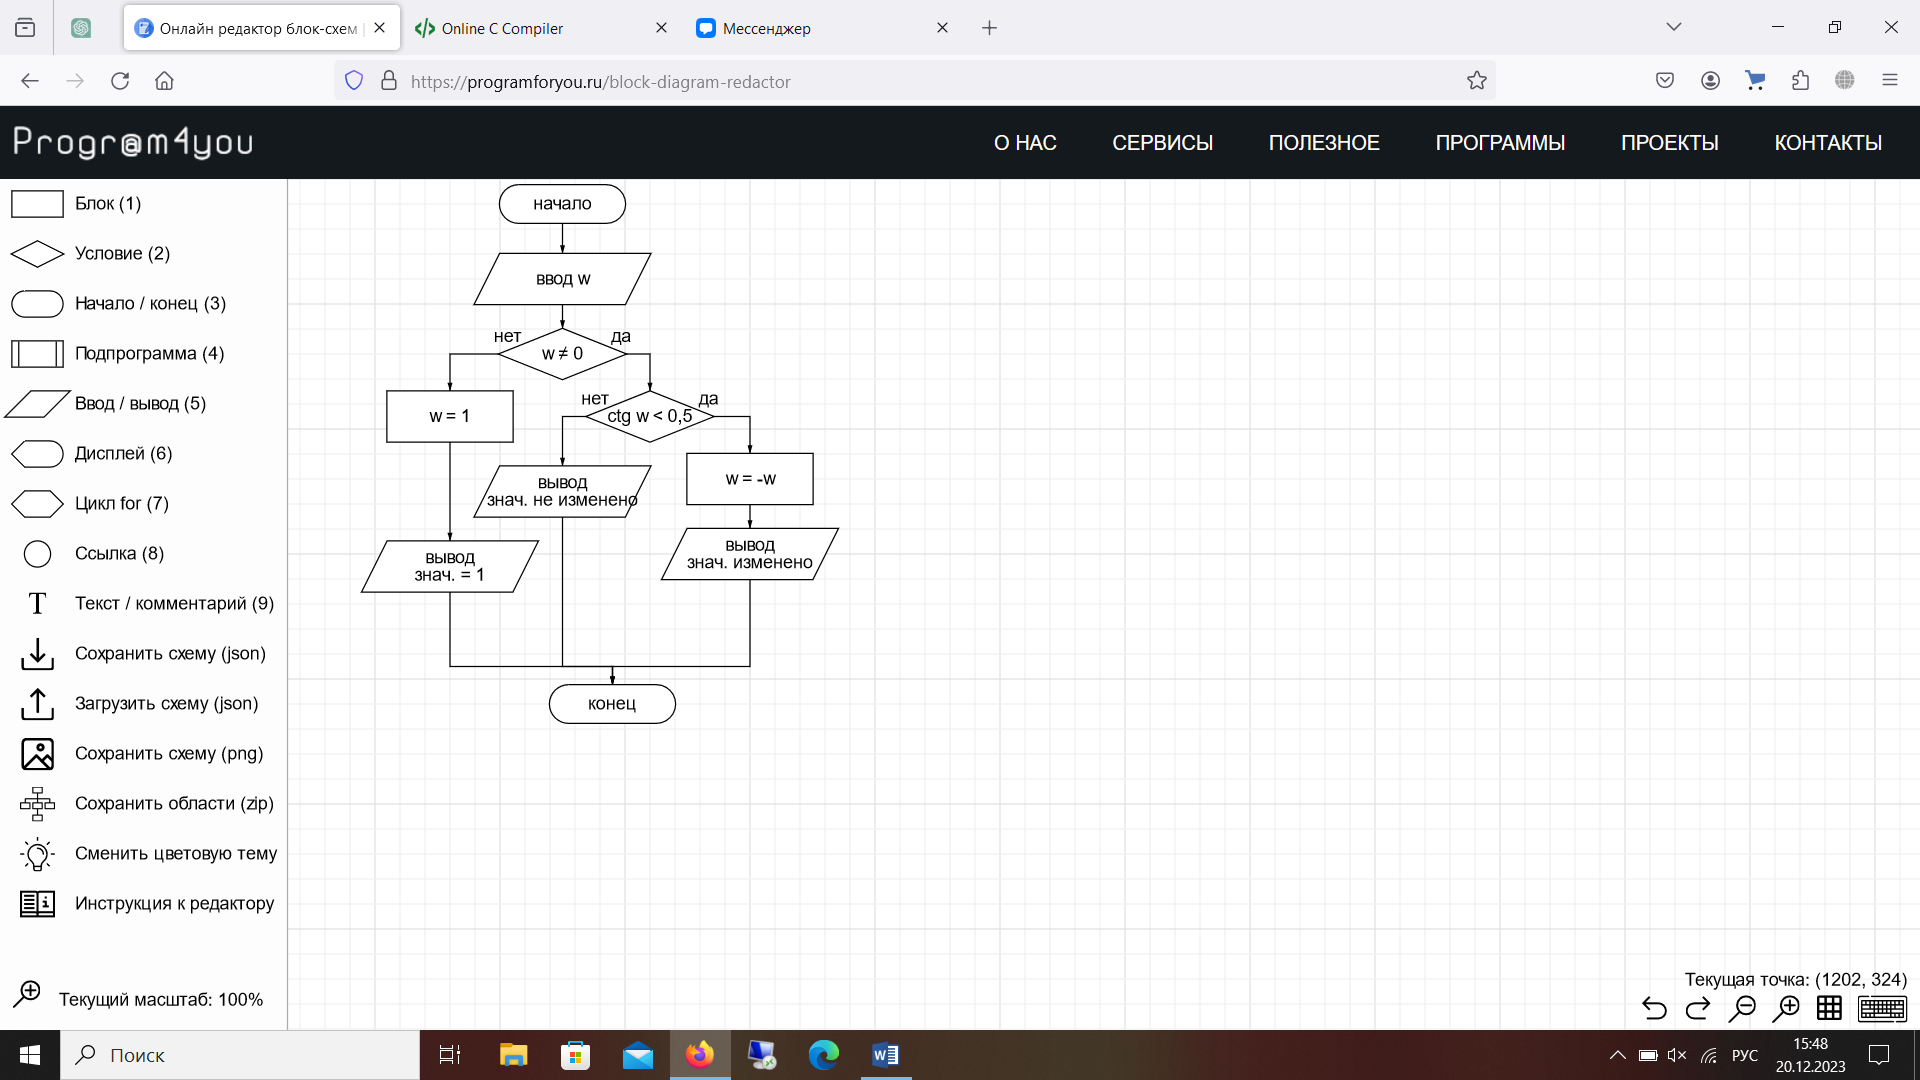 Онлайн редактор блок-схем
Online C Compiler
Мессенджер
https://programforyou.ru/block-diagram-redactor
Progr@m4you
О НАС
СЕРВИСЫ
ПОЛЕЗНОЕ
ПРОГРАММЫ
ПРОЕКТЫ
КОНТАКТЫ
Блок (1)
Условие (2)
Начало / конец (3)
Подпрограмма (4)
Ввод / вывод (5)
Дисплей (6)
Цикл for (7)
Ссылка (8)
T Текст / комментарий (9)
Сохранить схему (json)
Загрузить схему (json)
Сохранить схему (png)
Сохранить области (zip)
Сменить цветовую тему
Инструкция к редактору
Текущий масштаб: 100%
начало
ввод w
нет
да
w ≠ 0
w = 1
нет
да
ctg w < 0,5
вывод
знач. не изменено
w = -w
вывод
знач. = 1
вывод
знач. изменено
конец
Текущая точка: (1202, 324)
Поиск
РУС
15:48
20.12.2023